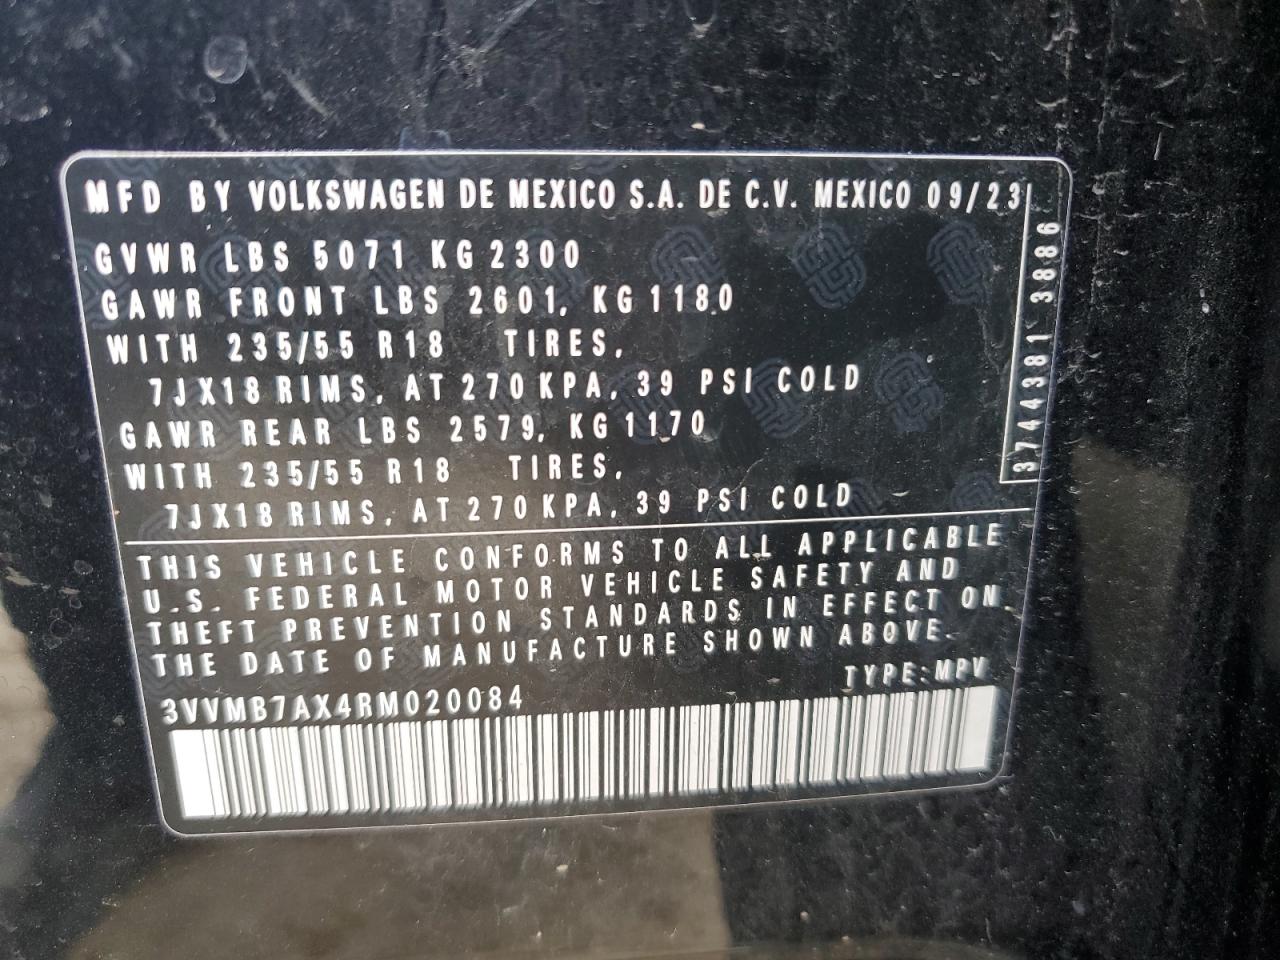 MFD BY VOLKSWAGEN DE MEXICO S.A. DE C.V. MEXICO 09/23
GVWR LBS 5071 KG 2300
GAWR FRONT LBS 2601, KG 1180
WITH 235/55 R18 TIRES,
7JX18 RIMS, AT 270 KPA, 39 PSI COLD
GAWR REAR LBS 2579, KG 1170
WITH 235/55 R18 TIRES,
7JX18 RIMS, AT 270 KPA, 39 PSI COLD
3744381 3886
THIS VEHICLE CONFORMS TO ALL APPLICABLE
U.S. FEDERAL MOTOR VEHICLE SAFETY AND
THEFT PREVENTION STANDARDS IN EFFECT ON
THE DATE OF MANUFACTURE SHOWN ABOVE.
TYPE: MPV
3VVMB7AX4RM020084